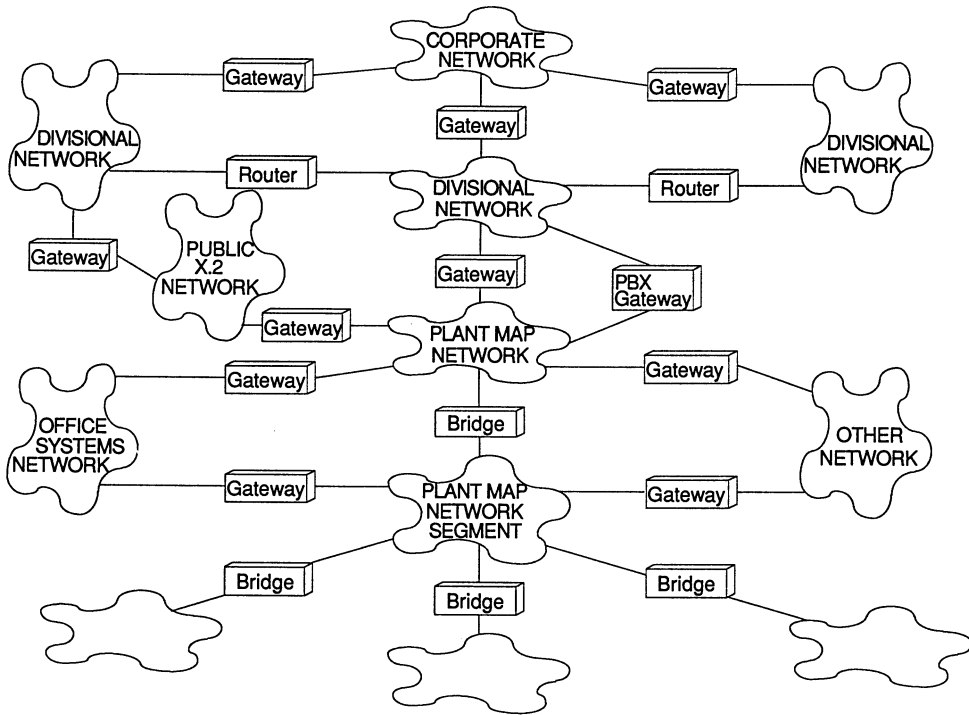 CORPORATE
NETWORK
Gateway
Gateway
Gateway
DIVISIONAL
NETWORK
DIVISIONAL
NETWORK
Router
DIVISIONAL
NETWORK
Router
Gateway
PUBLIC
X.2
NETWORK
Gateway
PBX
Gateway
Gateway
PLANT MAP
NETWORK
Gateway
Gateway
Bridge
OFFICE
SYSTEMS
NETWORK
OTHER
NETWORK
Gateway
PLANT MAP
NETWORK
SEGMENT
Gateway
Bridge
Bridge
Bridge